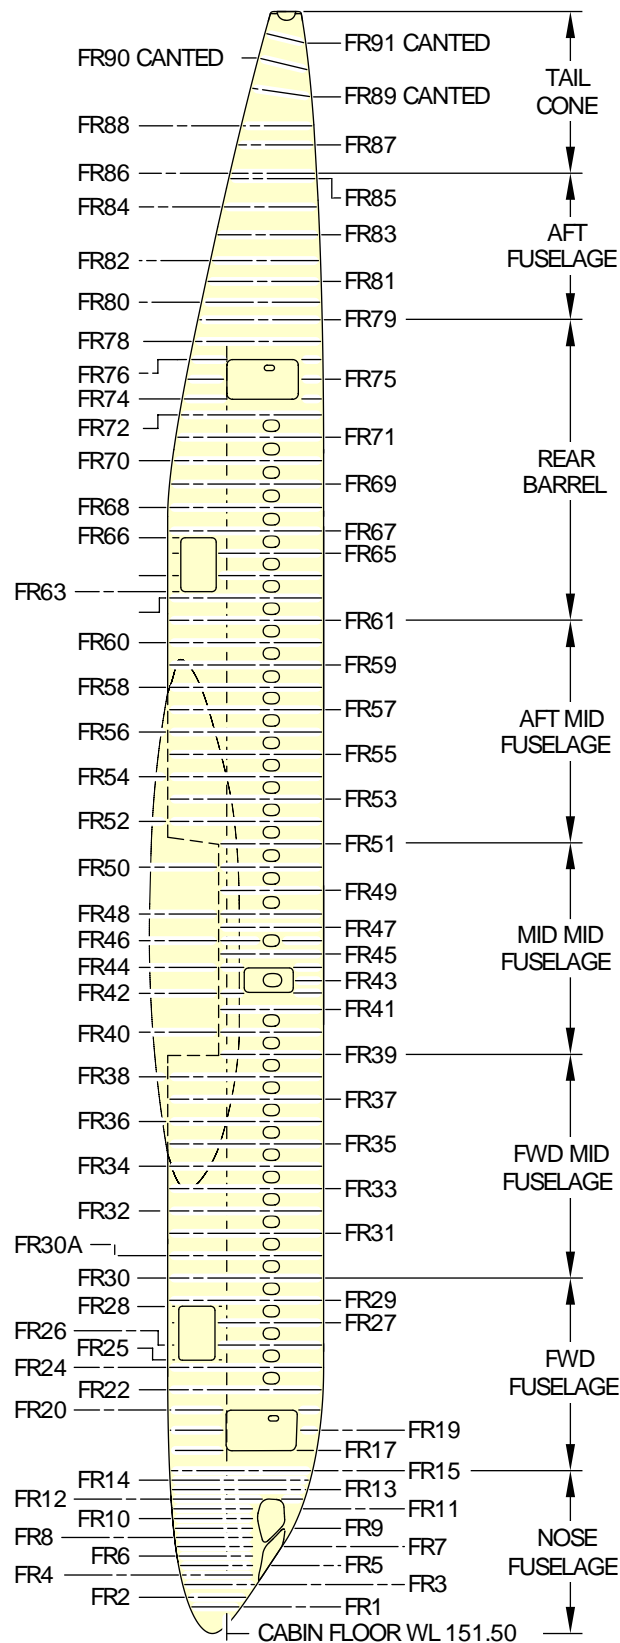 FR91 CANTED
FR90 CANTED
TAIL
CONE
FR89 CANTED
FR88
FR87
FR86
FR85
FR84
FR83
AFT
FUSELAGE
FR82
FR81
FR80
FR79
FR78
FR76
FR75
FR74
FR72
FR71
FR70
REAR
BARREL
FR69
FR68
FR67
FR66
FR65
FR63
FR61
FR60
FR59
FR58
FR57
AFT MID
FUSELAGE
FR56
FR55
FR54
FR53
FR52
FR51
FR50
FR49
FR48
FR47
MID MID
FUSELAGE
FR46
FR45
FR44
FR43
FR42
FR41
FR40
FR39
FR38
FR37
FR36
FR35
FWD MID
FUSELAGE
FR34
FR33
FR32
FR31
FR30A
FR30
FR29
FR28
FR27
FR26
FR25
FWD
FUSELAGE
FR24
FR22
FR20
FR19
FR17
FR15
FR14
FR13
FR12
FR11
FR10
FR9
NOSE
FUSELAGE
FR8
FR7
FR6
FR5
FR4
FR3
FR2
FR1
CABIN FLOOR WL 151.50